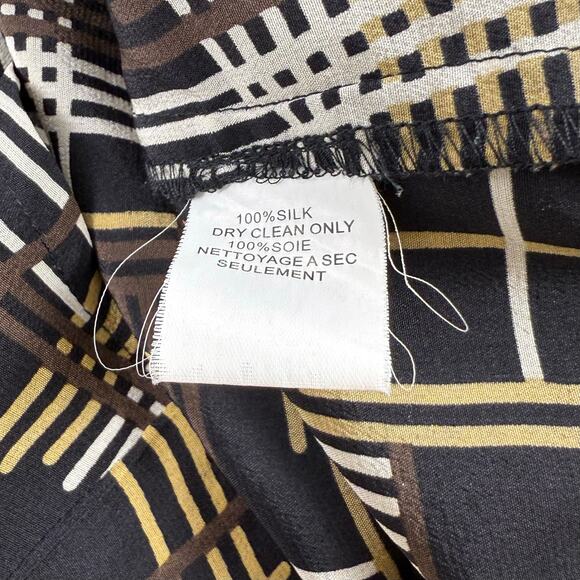 100%SILK
DRY CLEAN ONLY
100%SOIE
NETTOYAGE A SEC
SEULEMENT